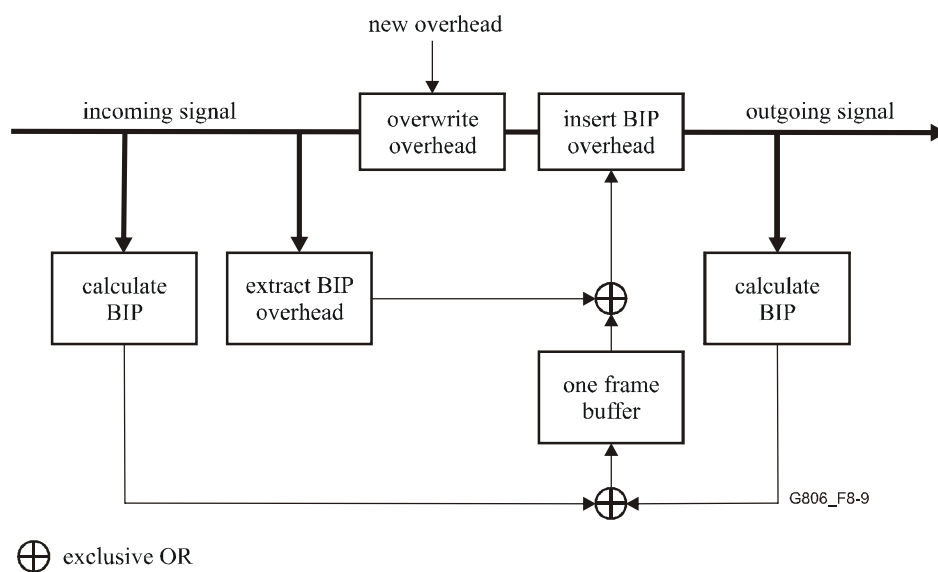 new overhead
incoming signal
overwrite
overhead
insert BIP
overhead
outgoing signal
calculate
BIP
extract BIP
overhead
calculate
BIP
one frame
buffer
G806_F8-9
exclusive OR